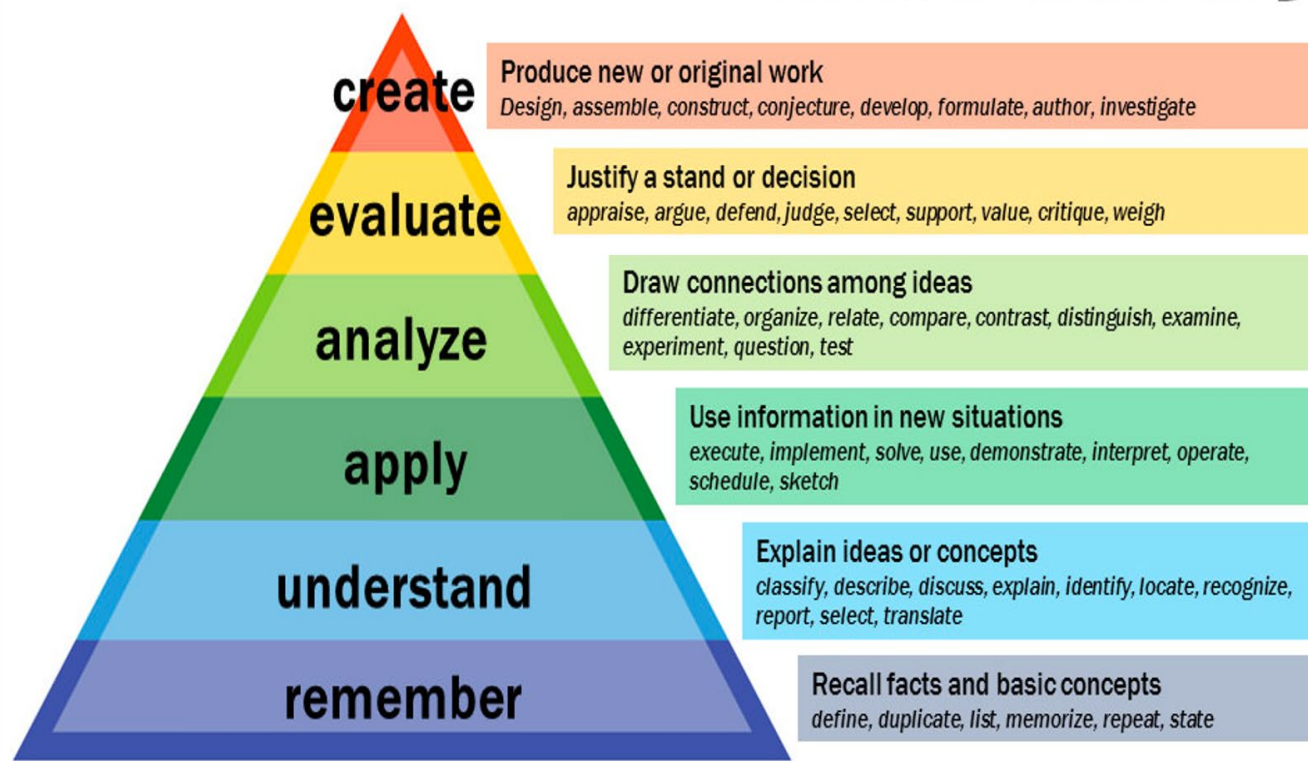 create
Produce new or original work
Design, assemble, construct, conjecture, develop, formulate, author, investigate
evaluate
Justify a stand or decision
appraise, argue, defend, judge, select, support, value, critique, weigh
analyze
Draw connections among ideas
differentiate, organize, relate, compare, contrast, distinguish, examine,
experiment, question, test
apply
Use information in new situations
execute, implement, solve, use, demonstrate, interpret, operate,
schedule, sketch
understand
Explain ideas or concepts
classify, describe, discuss, explain, identify, locate, recognize,
report, select, translate
remember
Recall facts and basic concepts
define, duplicate, list, memorize, repeat, state